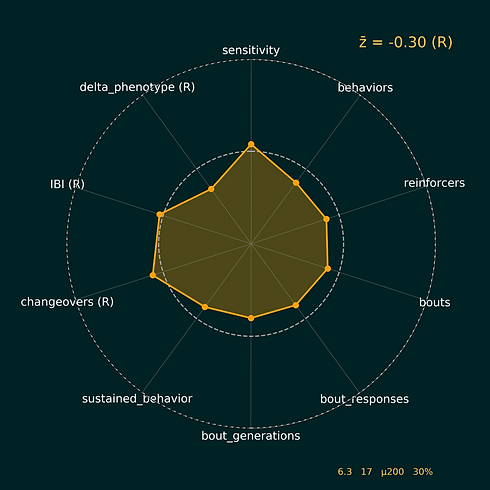 z̄ = -0.30 (R)
sensitivity
delta_phenotype (R)
behaviors
IBI (R)
reinforcers
changeovers (R)
bouts
sustained_behavior
bout_responses
bout_generations
6.3 17 μ200 30%